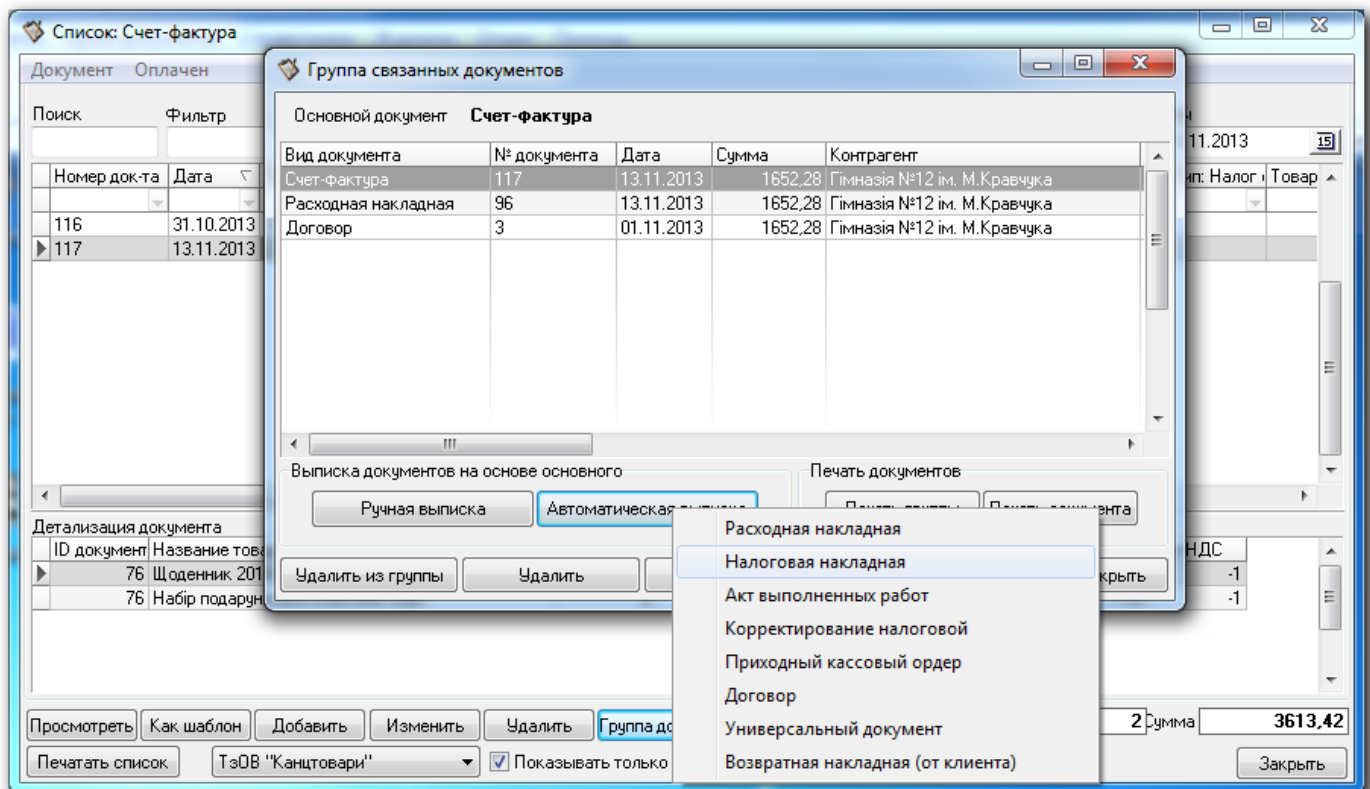 Список: Счет-фактура
Документ Оплачен
Группа связанных документов
Поиск Фильтр
Основной документ Счет-фактура
11.2013 15
Номер док-та Дата
Вид документа № документа Дата Сумма Контрагент
Налог Товар
Счет-фактура 117 13.11.2013 1652,28 Гімназія №12 ім. М.Кравчука
Расходная накладная 96 13.11.2013 1652,28 Гімназія №12 ім. М.Кравчука
Договор 3 01.11.2013 1652,28 Гімназія №12 ім. М.Кравчука
116 31.10.2013
117 13.11.2013
Выписка документов на основе основного
Печать документов
Ручная выписка Автоматическая
Удалить из группы Удалить
Расходная накладная
Налоговая накладная
Акт выполненных работ
Корректирование налоговой
Приходный кассовый ордер
Договор
Универсальный документ
Возвратная накладная (от клиента)
Детализация документа
ID документ Название това НДС
76 Щоденник 201 -1
76 Набір подарун -1
Просмотреть Как шаблон Добавить Изменить Удалить Группа до 2 Сумма 3613,42
Печатать список ТзОВ "Канцтовари" Показывать только Закрыть